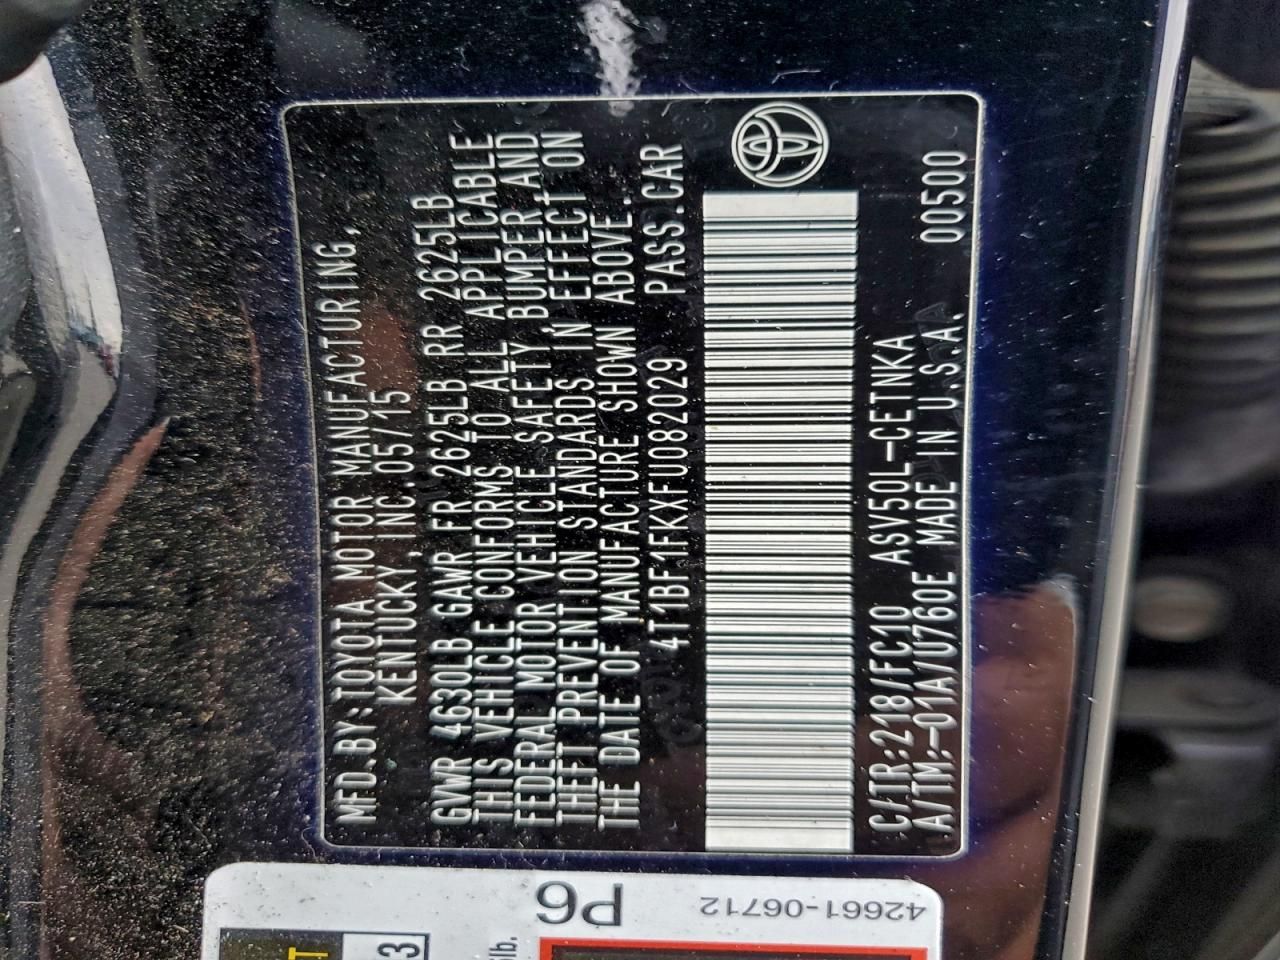 MFD.BY:TOYOTA MOTOR MANUFACTURING,
KENTUCKY, INC. 05/15
GVWR 4630LB GAWR FR 2625LB RR 2625LB
THIS VEHICLE CONFORMS TO ALL APPLICABLE
FEDERAL MOTOR VEHICLE SAFETY, BUMPER, AND
THEFT PREVENTION STANDARDS IN EFFECT ON
THE DATE OF MANUFACTURE SHOWN ABOVE.
4T1BF1FKXFU082029 PASS.CAR
C/TR:218/FC10 ASV50L-CETNKA
A/TM:-01A/U760E MADE IN U.S.A. 00500
P6
42661-06712
T
3
lb.